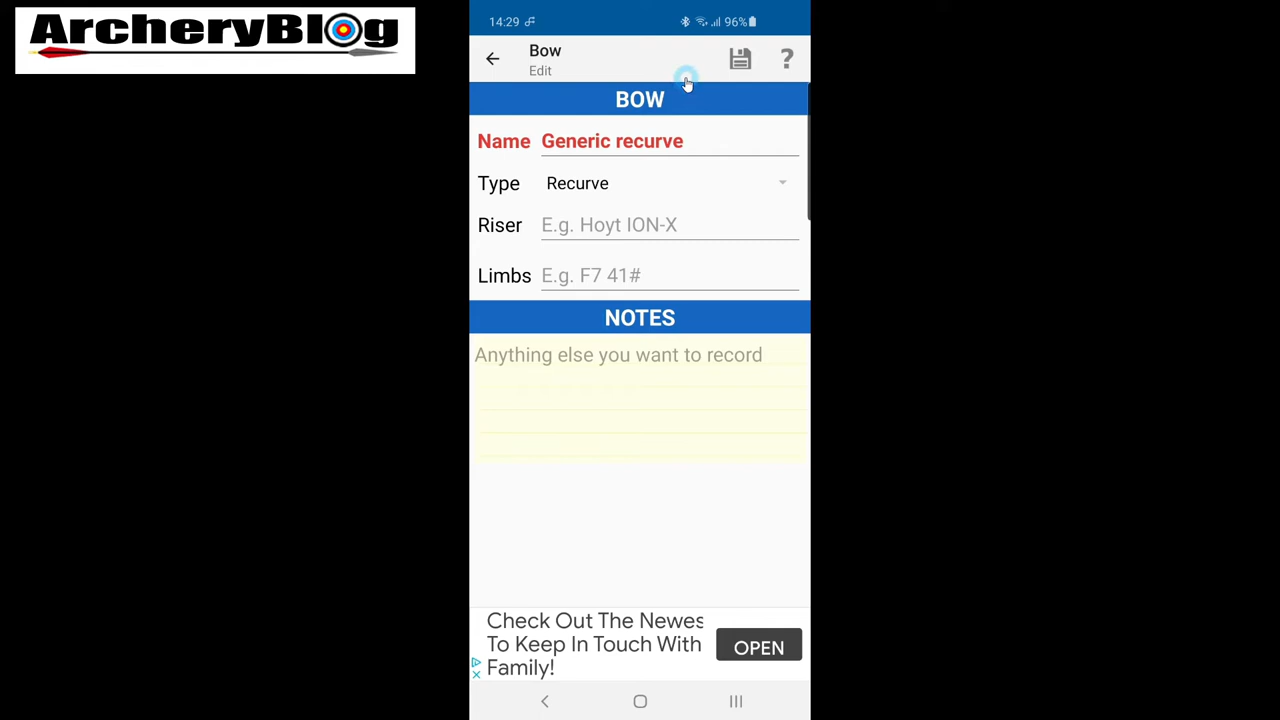 ArcheryBlog
14:29
96%
Bow
Edit
?
BOW
Name Generic recurve
Type Recurve
Riser E.g. Hoyt ION-X
Limbs E.g. F7 41#
NOTES
Anything else you want to record
Check Out The Newes
To Keep In Touch With
Family!
OPEN